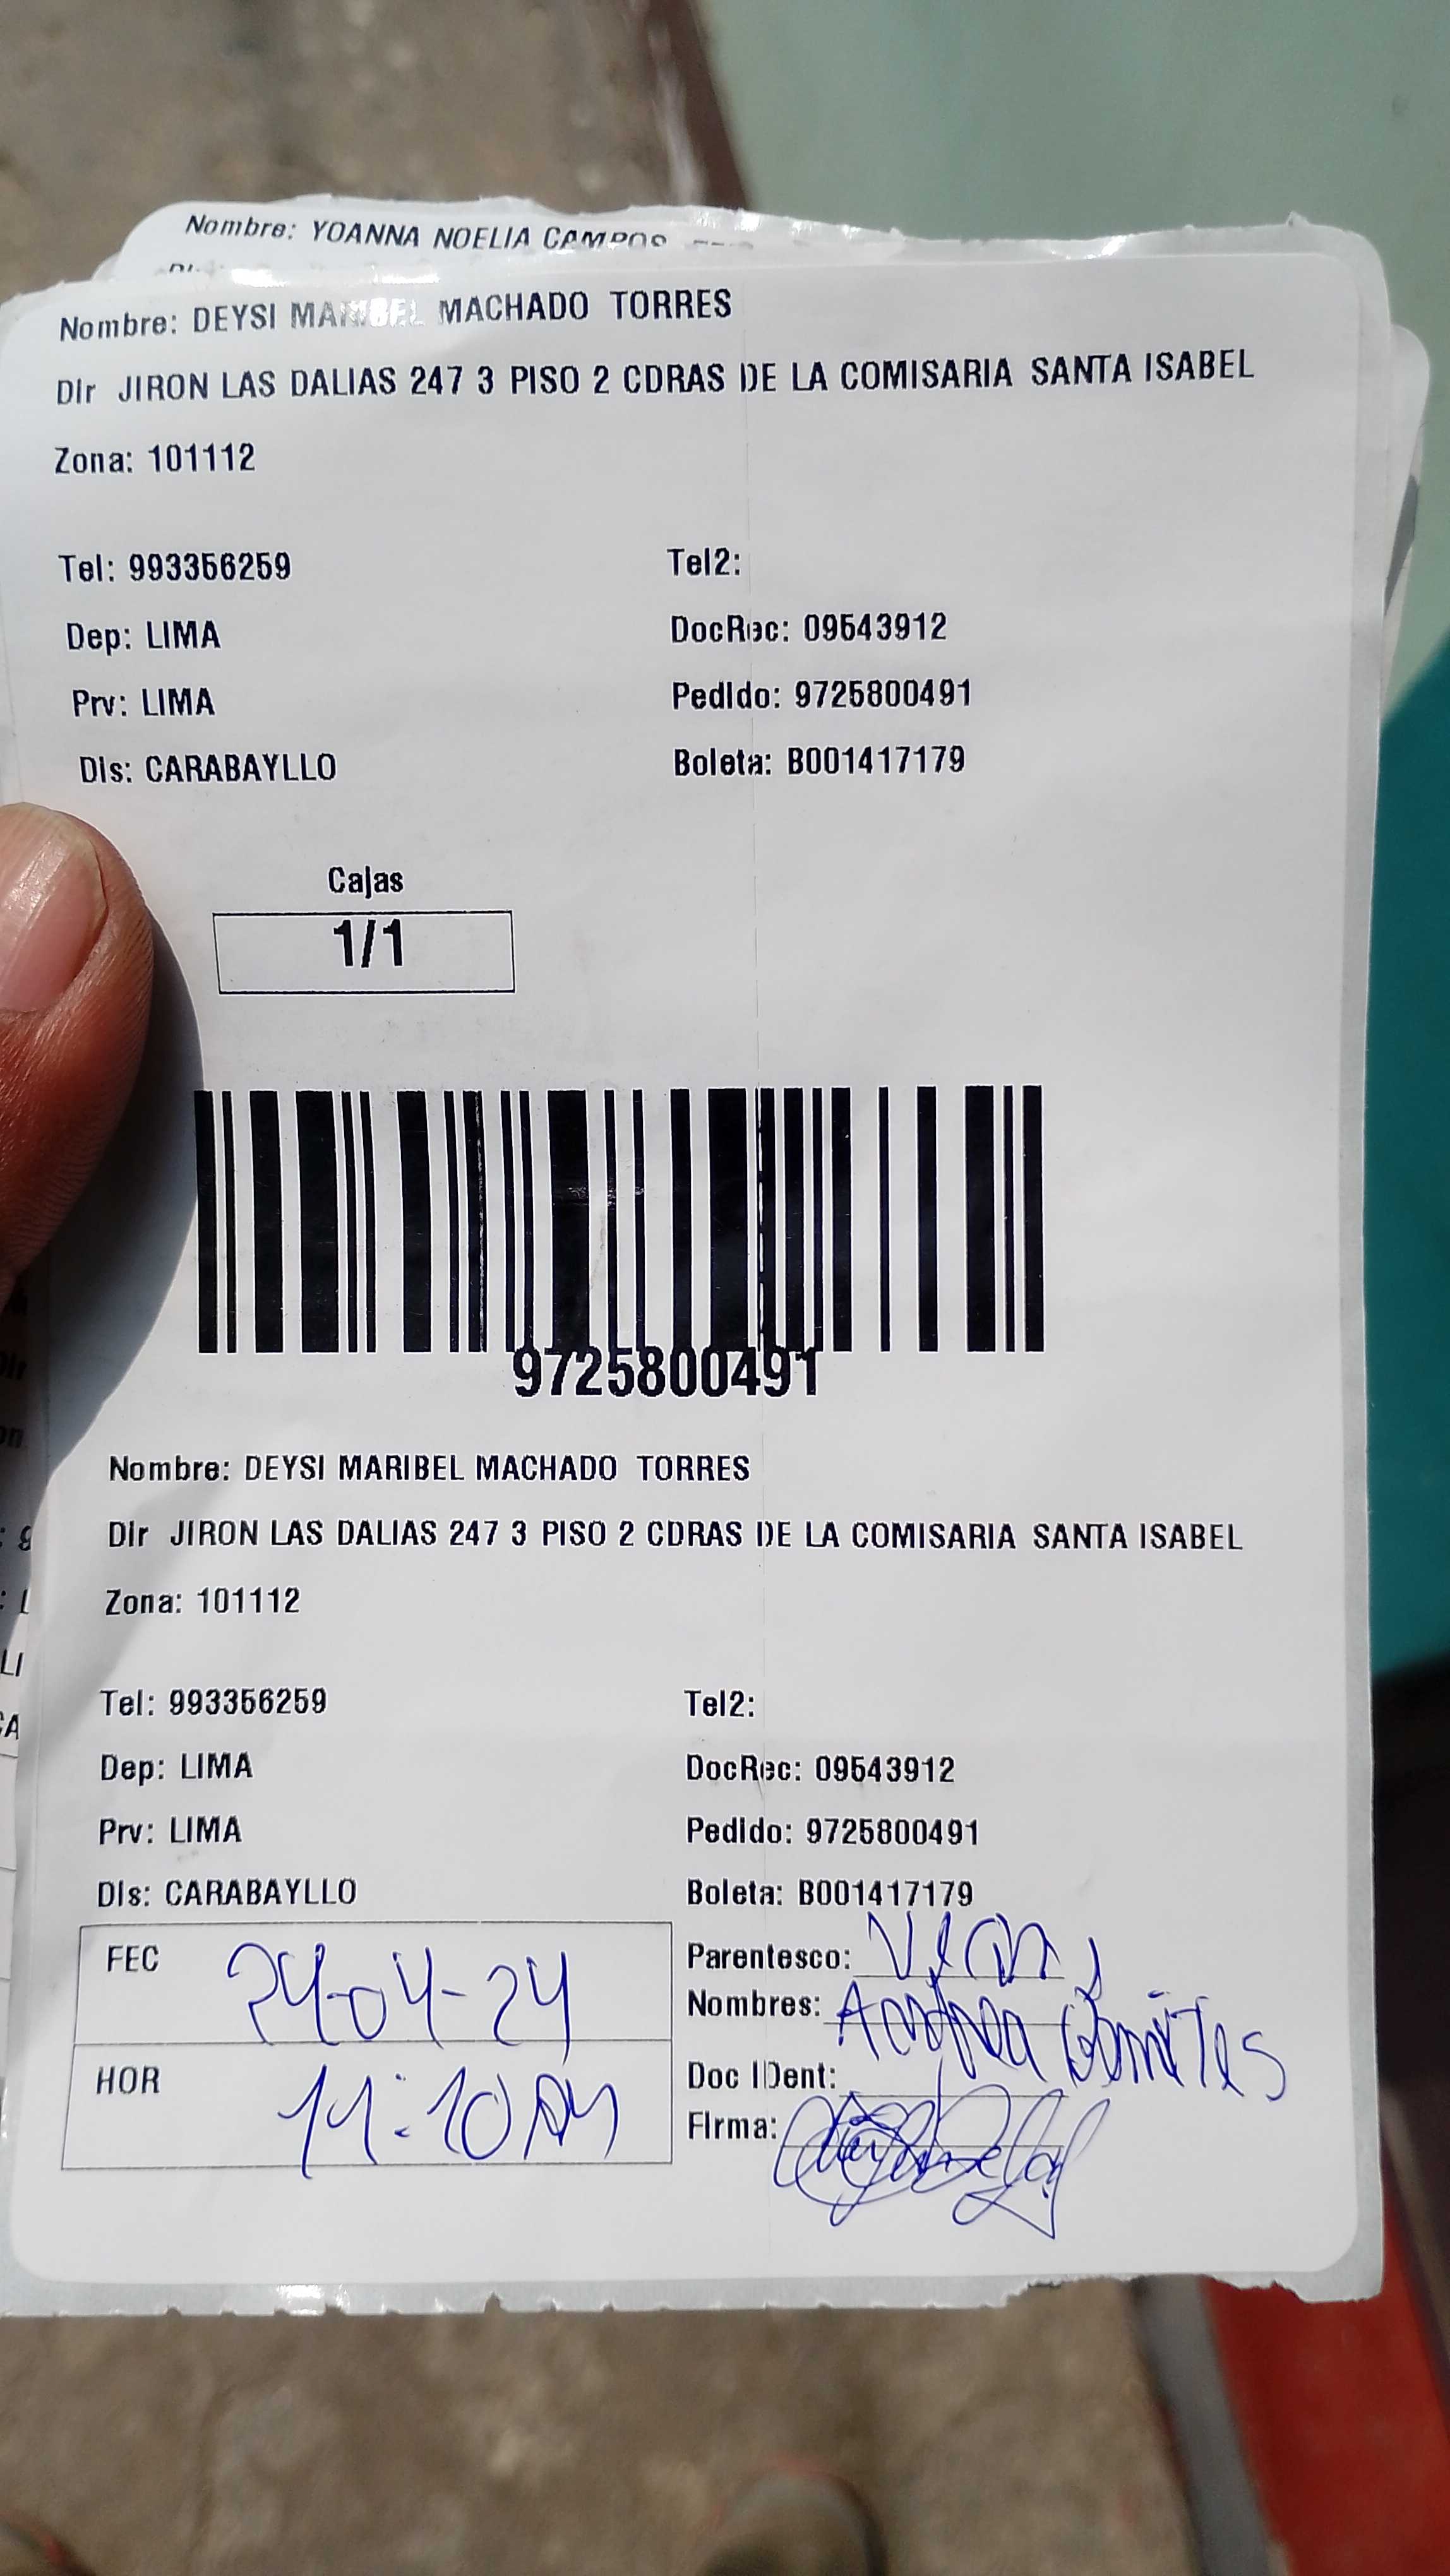 Nombre: YOANNA NOELIA CAMPOS
Nombre: DEYSI MARIBEL MACHADO TORRES
Dir JIRON LAS DALIAS 247 3 PISO 2 CDRAS DE LA COMISARIA SANTA ISABEL
Zona: 101112
Tel: 993356259 Tel2:
Dep: LIMA DocRec: 09543912
Prv: LIMA Pedido: 9725800491
Dis: CARABAYLLO Boleta: B001417179
Cajas
1/1
9725800491
Nombre: DEYSI MARIBEL MACHADO TORRES
Dir JIRON LAS DALIAS 247 3 PISO 2 CDRAS DE LA COMISARIA SANTA ISABEL
Zona: 101112
Tel: 993356259 Tel2:
Dep: LIMA DocRec: 09543912
Prv: LIMA Pedido: 9725800491
Dis: CARABAYLLO Boleta: B001417179
FEC 24-04-24
HOR 11:10 AM
Parentesco:
Nombres: Andrea
Doc IDent:
Firma: